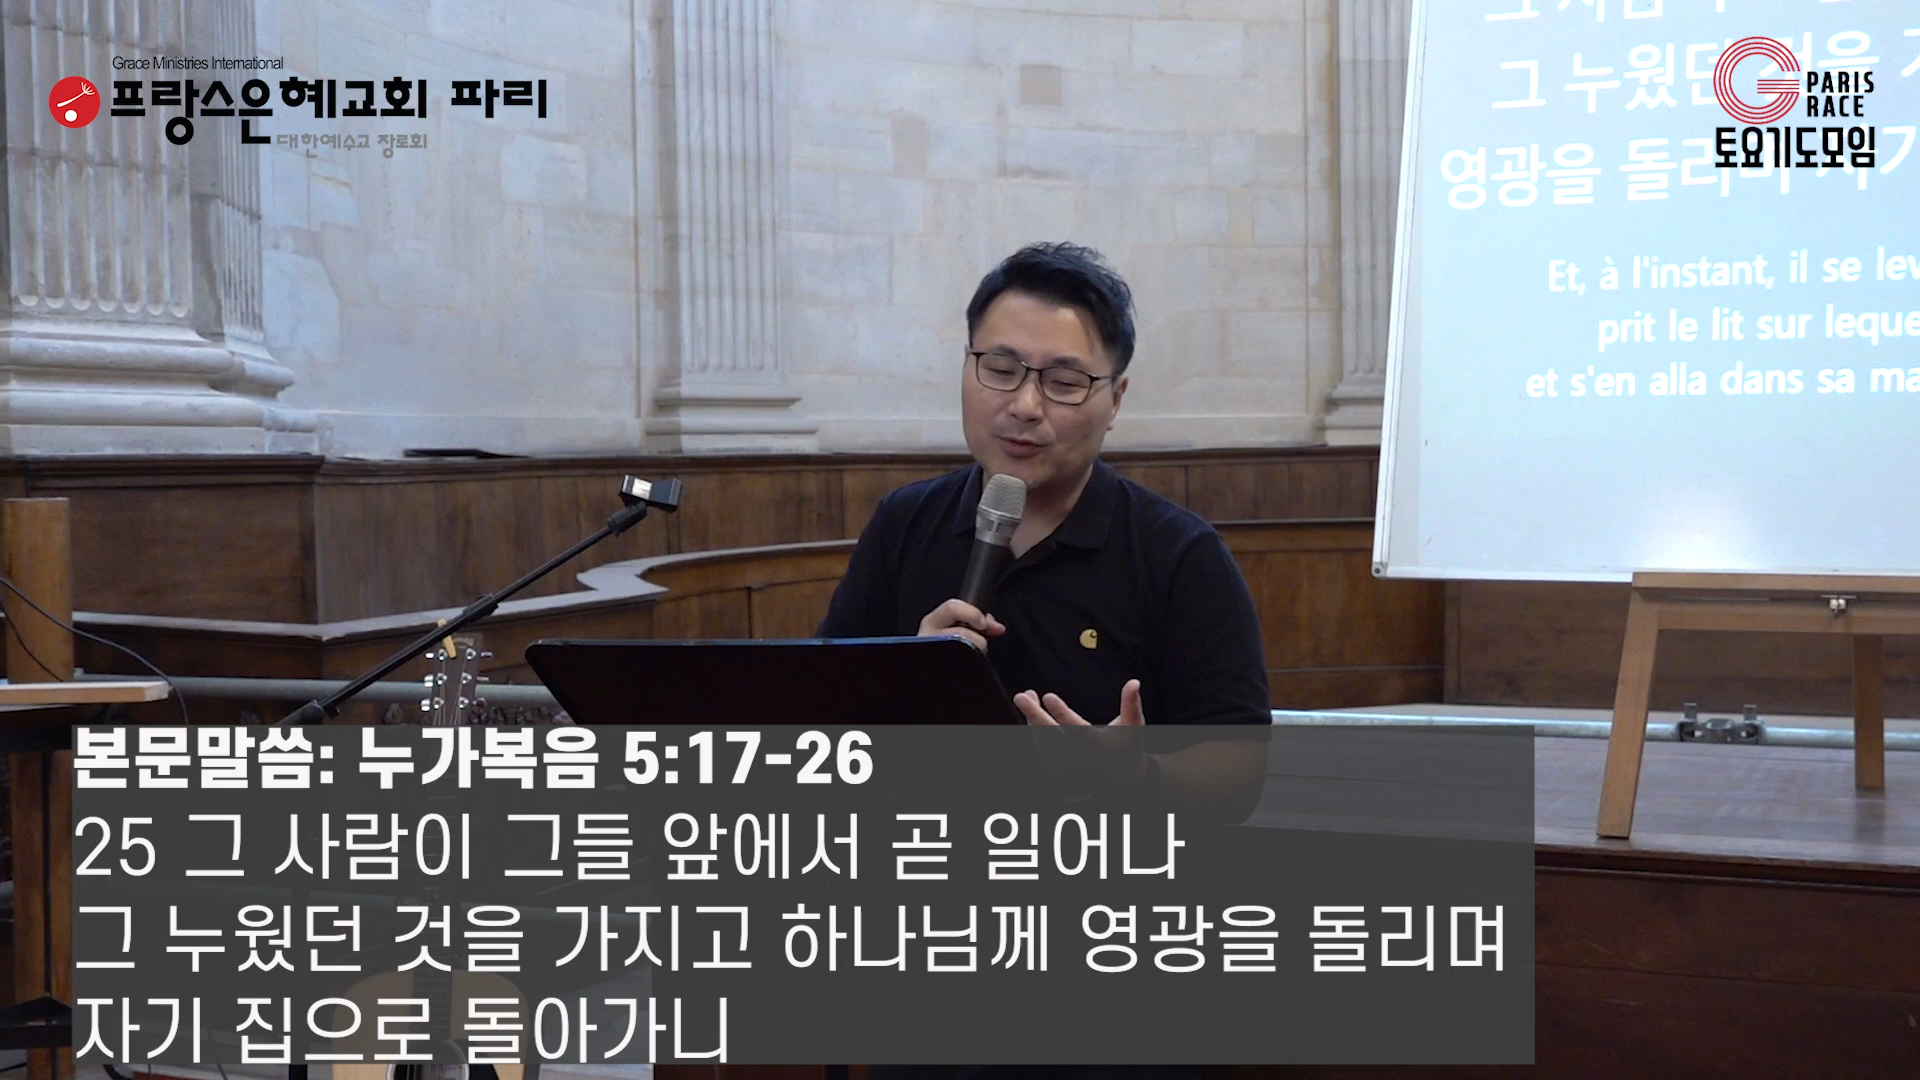 Grace Ministries International
프랑스은혜교회 파리
대한예수교 장로회
PARIS
GRACE
토요기도모임
그 누웠던 것을
영광을 돌리며
Et, à l'instant, il se lev
prit le lit sur leque
et s'en alla dans sa ma
본문말씀: 누가복음 5:17-26
25 그 사람이 그들 앞에서 곧 일어나
그 누웠던 것을 가지고 하나님께 영광을 돌리며
자기 집으로 돌아가니